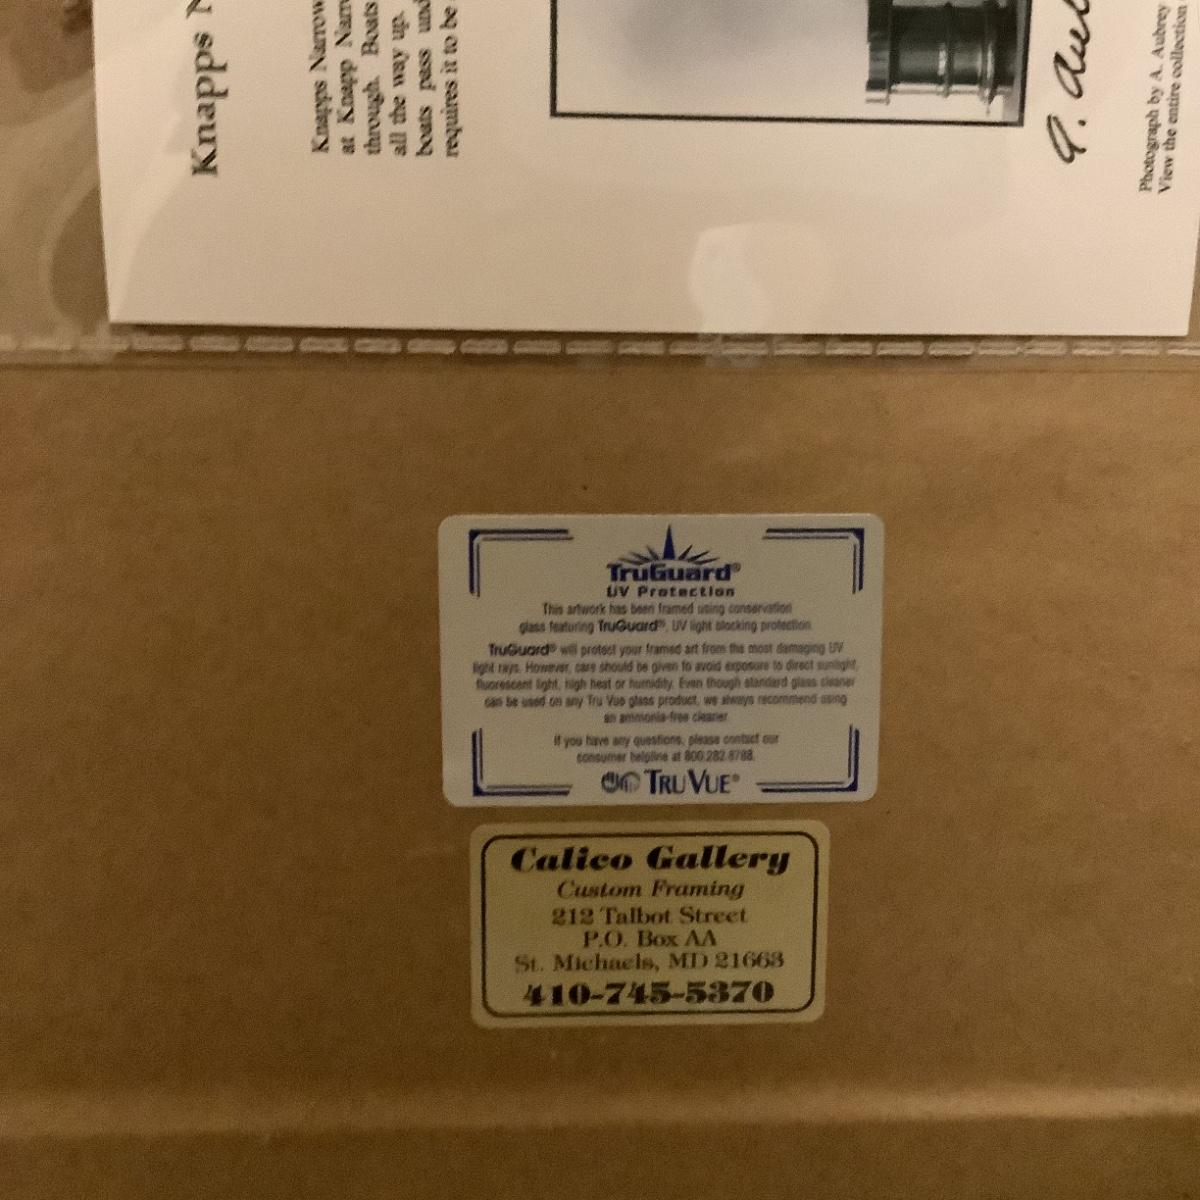 Knapps N
Knapps Narrow
at Knapp Narr
through. Boats
all the way up.
boats pass und
requires it to be
A. Aub
Photograph by A. Aubrey
View the entire collection
TruGuard®
UV Protection
This artwork has been framed using conservation
glass featuring TruGuard®, UV light blocking protection.
TruGuard® will protect your framed art from the most damaging UV
light rays. However, care should be given to avoid exposure to direct sunlight,
fluorescent light, high heat or humidity. Even though standard glass cleaner
can be used on any Tru Vue glass product, we always recommend using
an ammonia-free cleaner.
If you have any questions, please contact our
consumer helpline at 800.282.8788.
TRU VUE®
Calico Gallery
Custom Framing
212 Talbot Street
P.O. Box AA
St. Michaels, MD 21663
410-745-5370